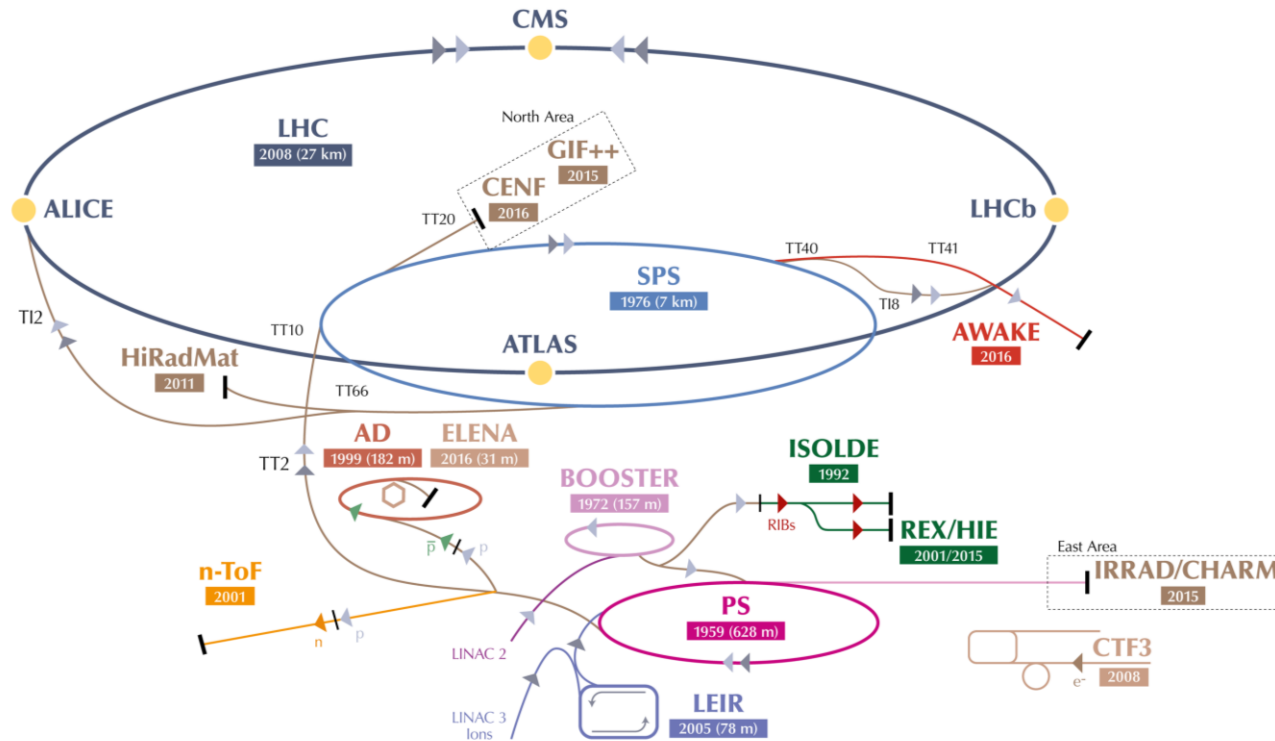 CMS
North Area
LHC
2008 (27 km)
GIF++
2015
CENF
2016
ALICE
LHCb
TT20
TT40
TT41
SPS
1976 (7 km)
TI8
TI2
TT10
ATLAS
AWAKE
2016
HiRadMat
2011
TT66
AD
1999 (182 m)
ELENA
2016 (31 m)
TT2
ISOLDE
1992
BOOSTER
1972 (157 m)
RIBs
REX/HIE
2001/2015
p̅
p
East Area
n-ToF
2001
IRRAD/CHARM
2015
PS
1959 (628 m)
n
p
LINAC 2
CTF3
2008
e-
LEIR
2005 (78 m)
LINAC 3
Ions